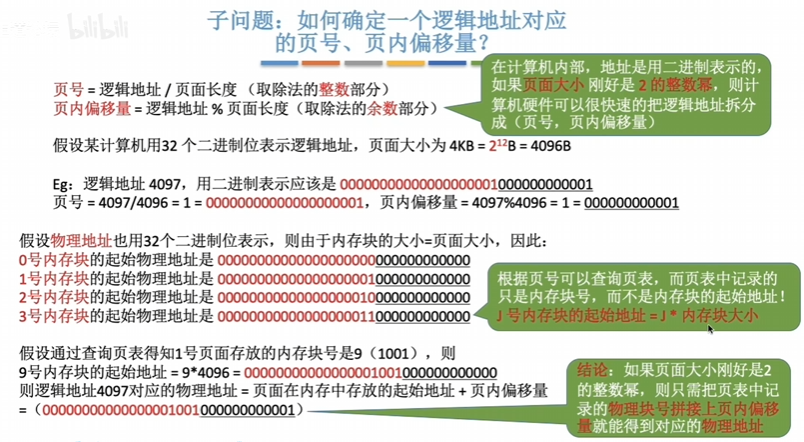 bilibili
子问题：如何确定一个逻辑地址对应
的页号、页内偏移量？
在计算机内部，地址是用二进制表示的，
如果页面大小 刚好是 2 的整数幂，则计
算机硬件可以很快速的把逻辑地址拆分
成（页号，页内偏移量）
页号 = 逻辑地址 / 页面长度 （取除法的整数部分）
页内偏移量 = 逻辑地址 % 页面长度（取除法的余数部分）
假设某计算机用32 个二进制位表示逻辑地址，页面大小为 4KB = 2¹²B = 4096B
Eg：逻辑地址 4097，用二进制表示应该是 00000000000000000001000000000001
页号 = 4097/4096 = 1 = 00000000000000000001，页内偏移量 = 4097%4096 = 1 = 000000000001
假设物理地址也用32个二进制位表示，则由于内存块的大小=页面大小，因此：
0号内存块的起始物理地址是 00000000000000000000000000000000
1号内存块的起始物理地址是 00000000000000000001000000000000
2号内存块的起始物理地址是 00000000000000000010000000000000
3号内存块的起始物理地址是 00000000000000000011000000000000
根据页号可以查询页表，而页表中记录的
只是内存块号，而不是内存块的起始地址！
J 号内存块的起始地址 = J * 内存块大小
假设通过查询页表得知1号页面存放的内存块号是9（1001），则
9号内存块的起始地址 = 9*4096 = 00000000000000001001000000000000
则逻辑地址4097对应的物理地址 = 页面在内存中存放的起始地址 + 页内偏移量
=（00000000000000001001000000000001）
结论：如果页面大小刚好是2
的整数幂，则只需把页表中记
录的物理块号拼接上页内偏移
量就能得到对应的物理地址